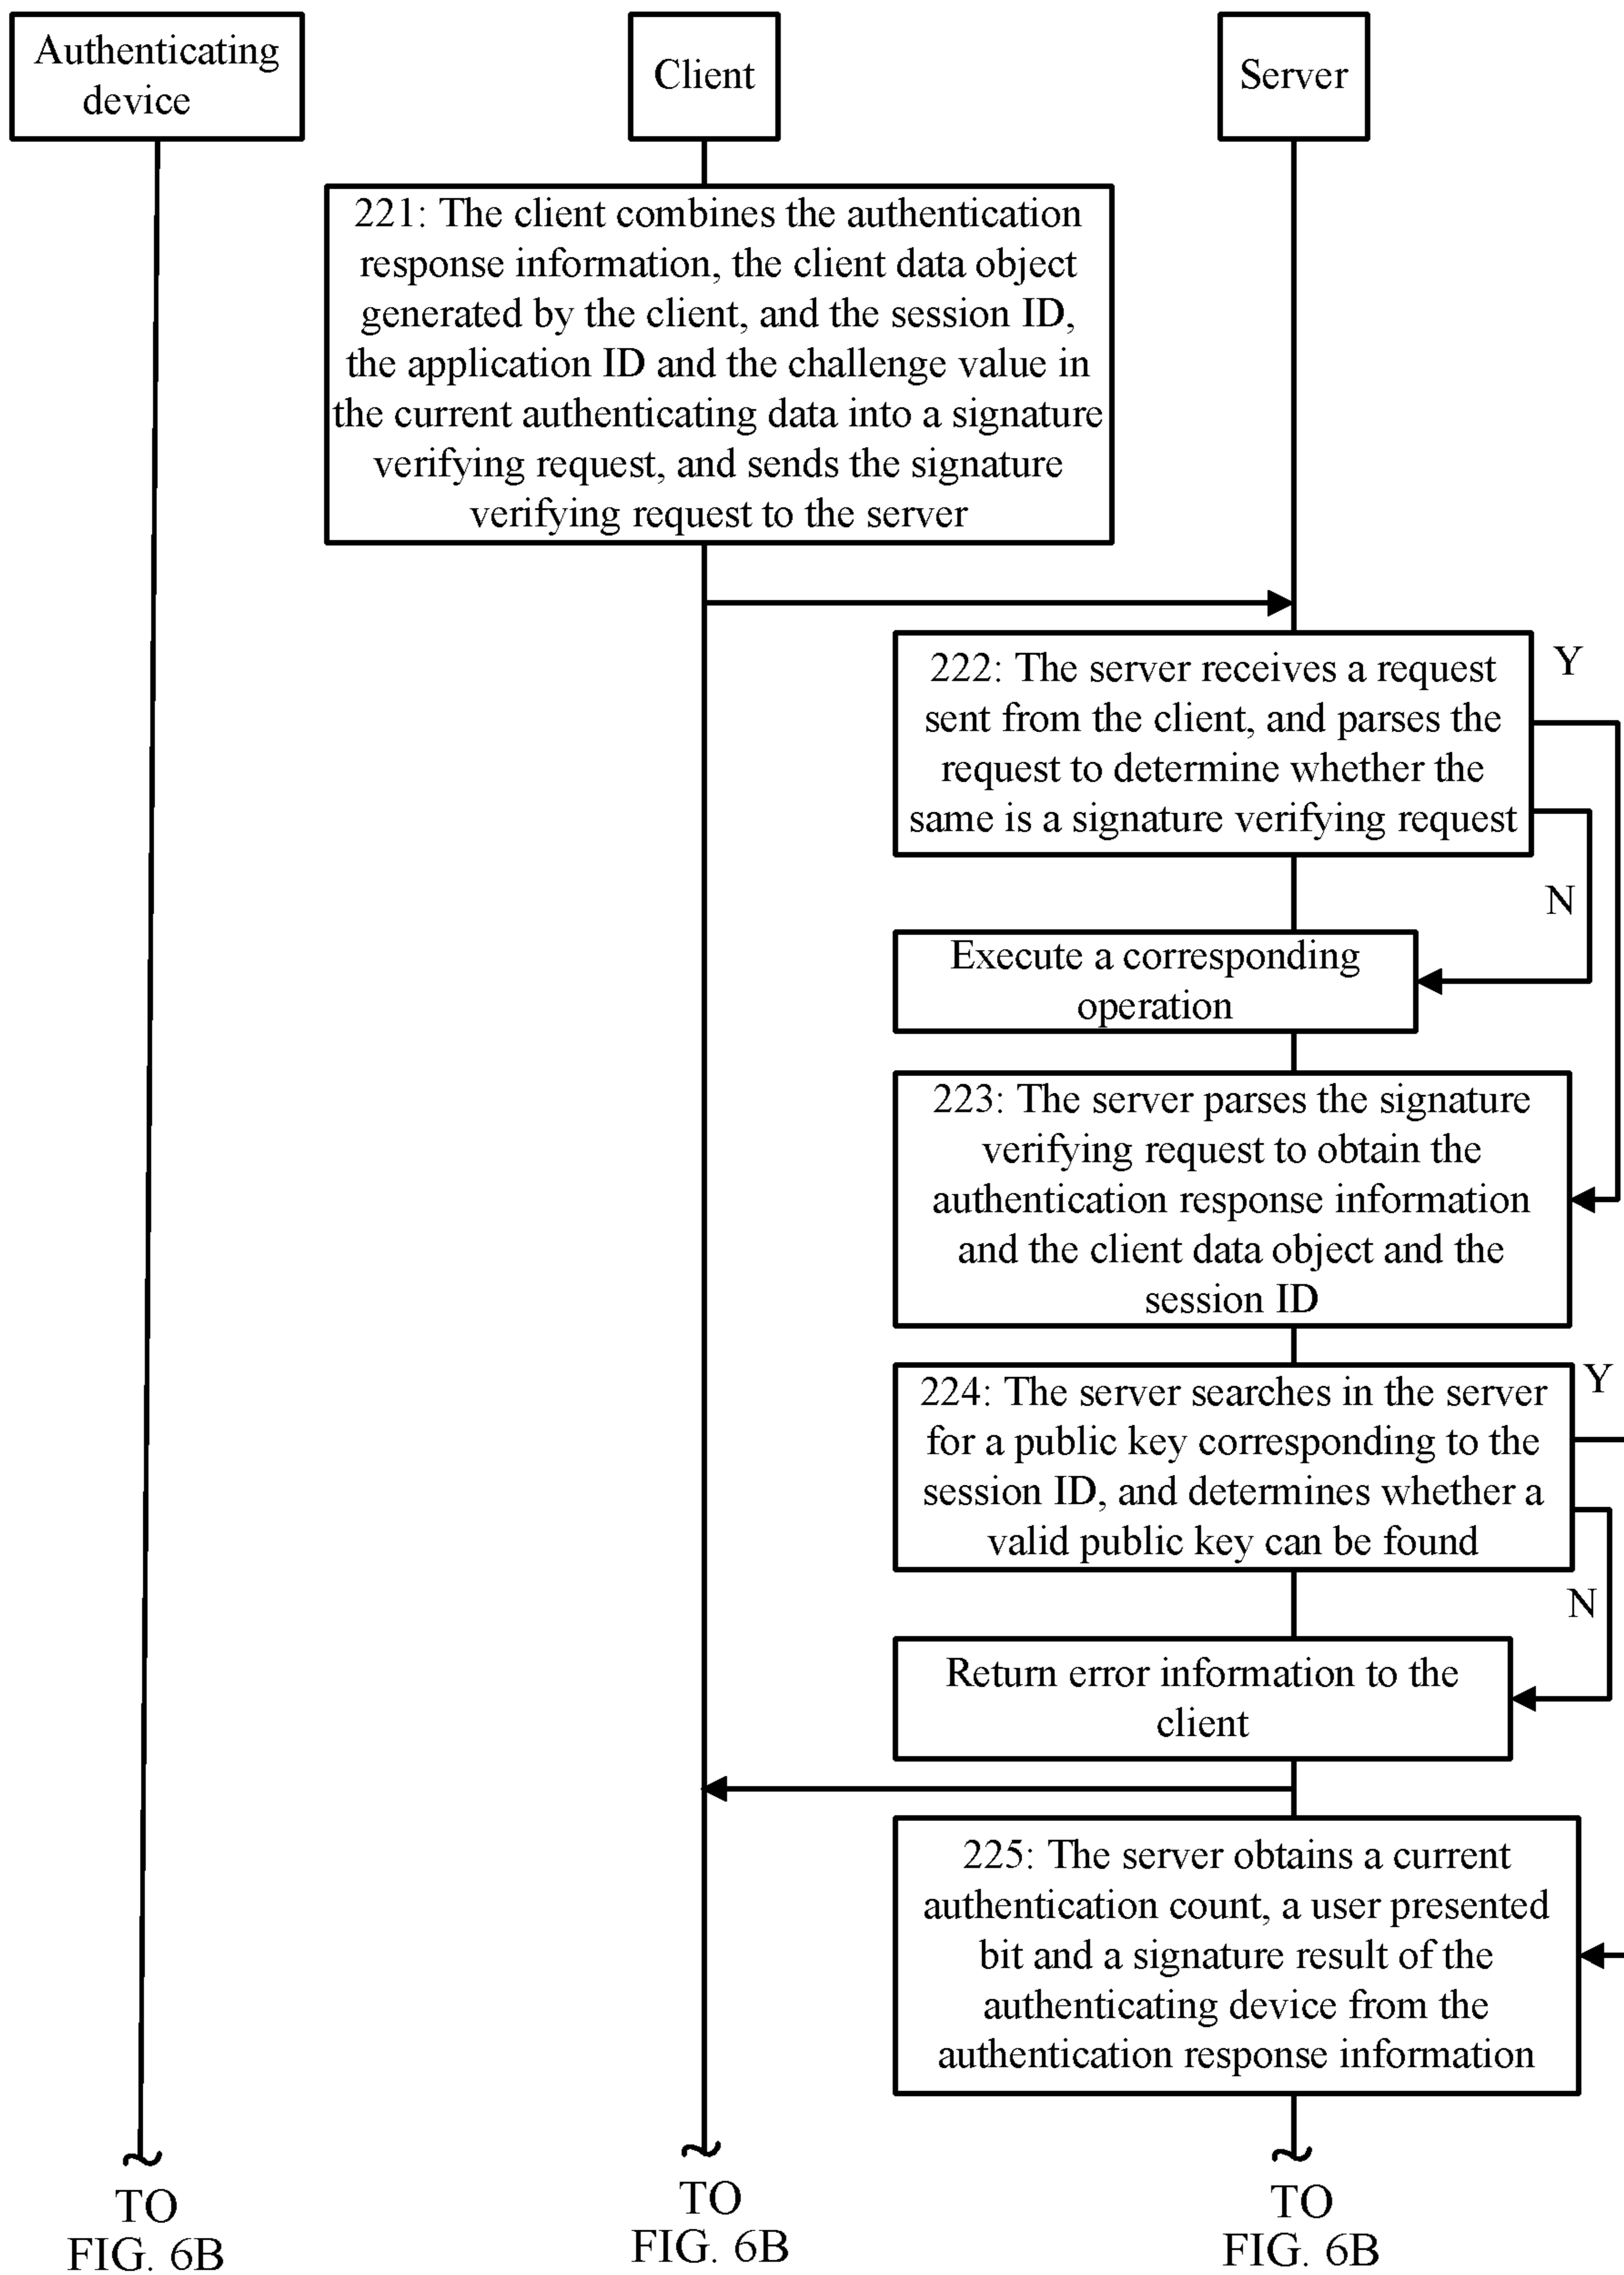 Authenticating
device
Client
Server
221: The client combines the authentication
response information, the client data object
generated by the client, and the session ID,
the application ID and the challenge value in
the current authenticating data into a signature
verifying request, and sends the signature
verifying request to the server
222: The server receives a request
sent from the client, and parses the
request to determine whether the
same is a signature verifying request
Y
N
Execute a corresponding
operation
223: The server parses the signature
verifying request to obtain the
authentication response information
and the client data object and the
session ID
224: The server searches in the server
for a public key corresponding to the
session ID, and determines whether a
valid public key can be found
Y
N
Return error information to the
client
225: The server obtains a current
authentication count, a user presented
bit and a signature result of the
authenticating device from the
authentication response information
TO
FIG. 6B
TO
FIG. 6B
TO
FIG. 6B